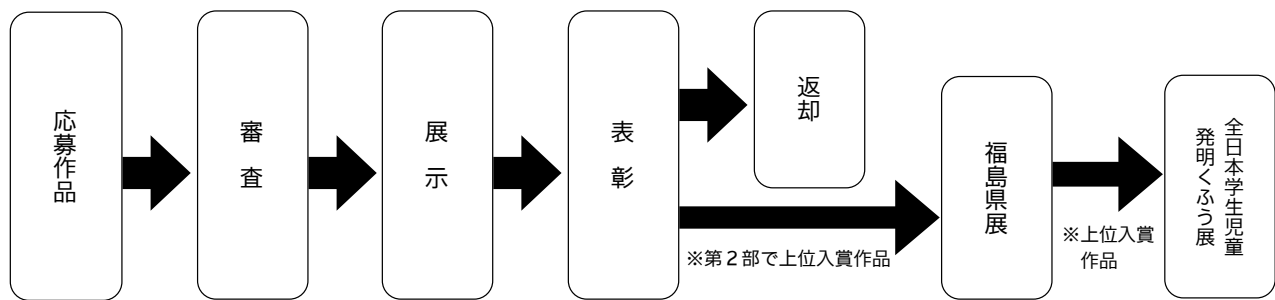 応募作品
審査
展示
表彰
返却
※第２部で上位入賞作品
福島県展
※上位入賞
作品
全日本学生児童
発明くふう展